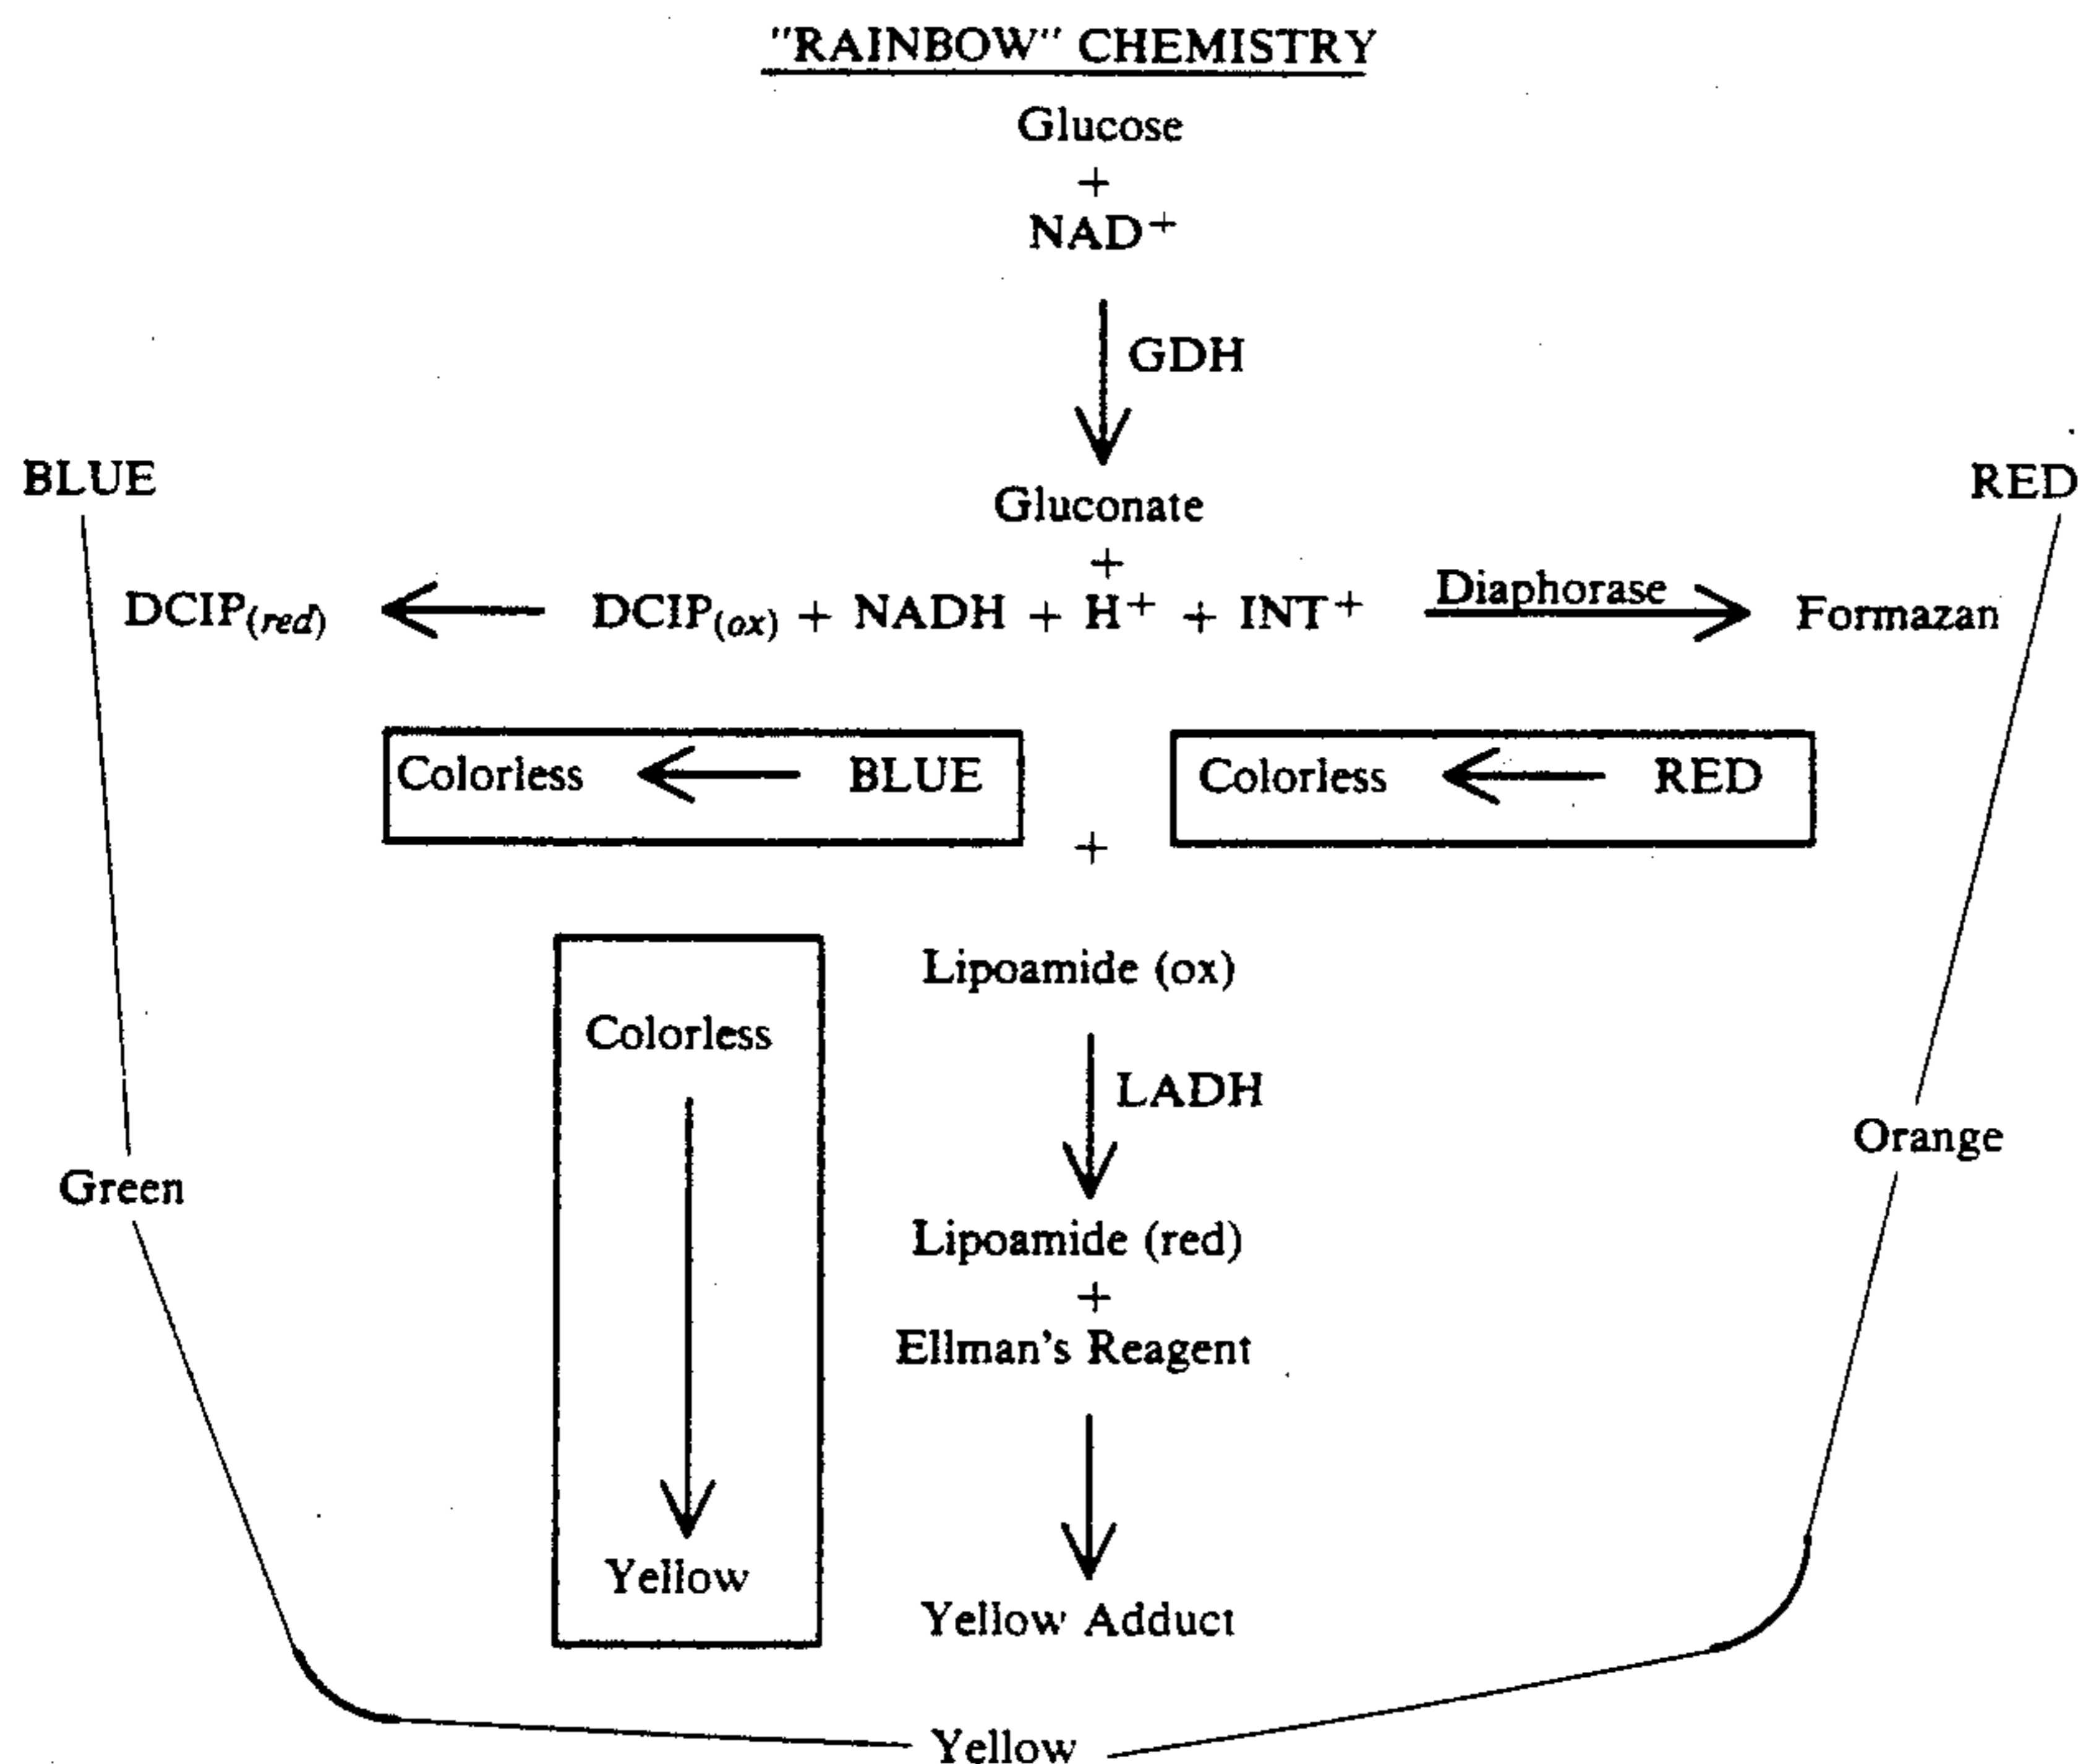 "RAINBOW" CHEMISTRY
Glucose
+
NAD+
GDH
BLUE
RED
Gluconate
+
DCIP(red) DCIP(ox) + NADH + H+ + INT+ Diaphorase Formazan
Colorless BLUE
Colorless RED
+
Lipoamide (ox)
Colorless
LADH
Orange
Green
Lipoamide (red)
+
Ellman's Reagent
Yellow
Yellow Adduct
Yellow